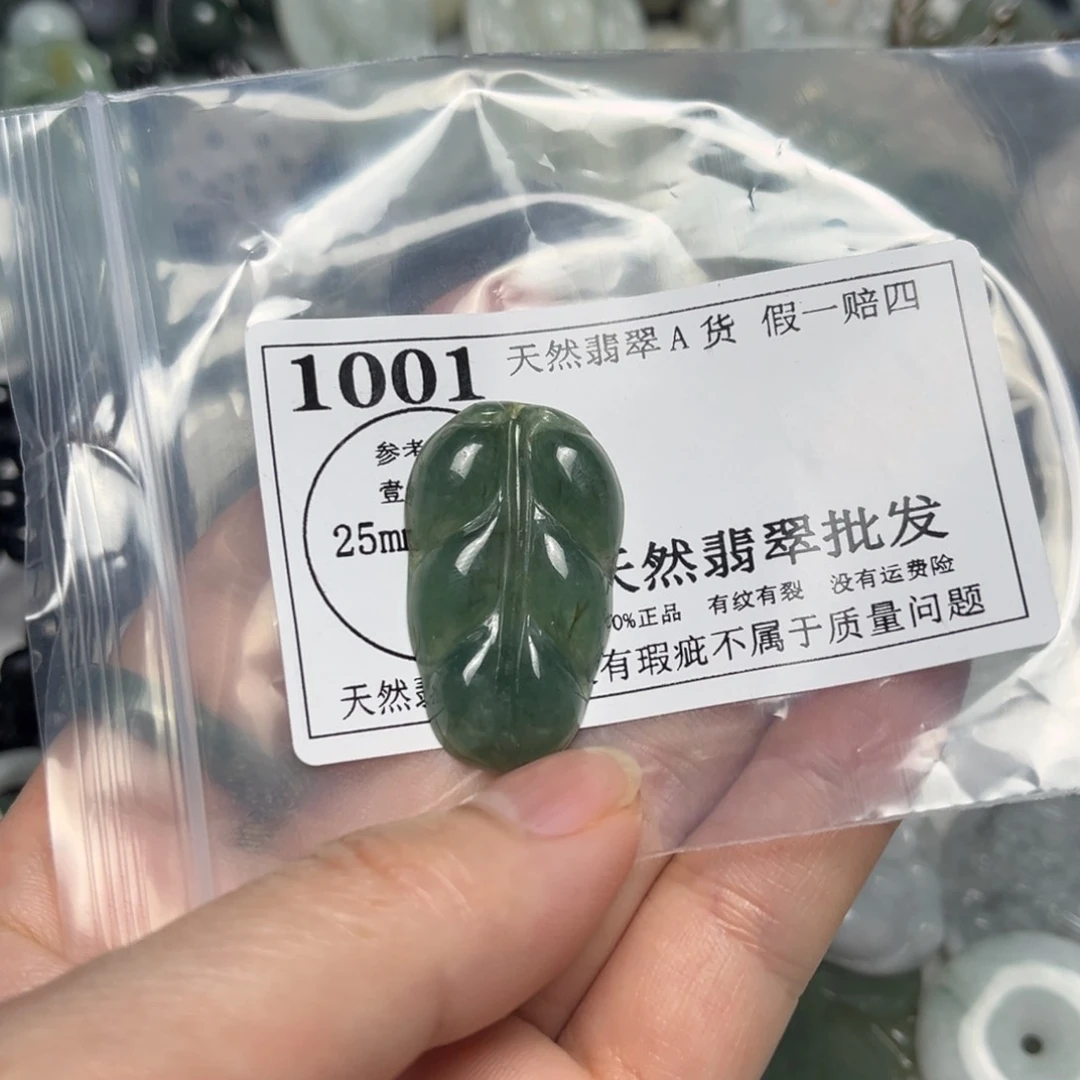 1001 天然翡翠A货 假一赔四
参考
壹
25mm
天然翡翠批发
0%正品 有纹有裂 没有运费险
天然 有瑕疵不属于质量问题